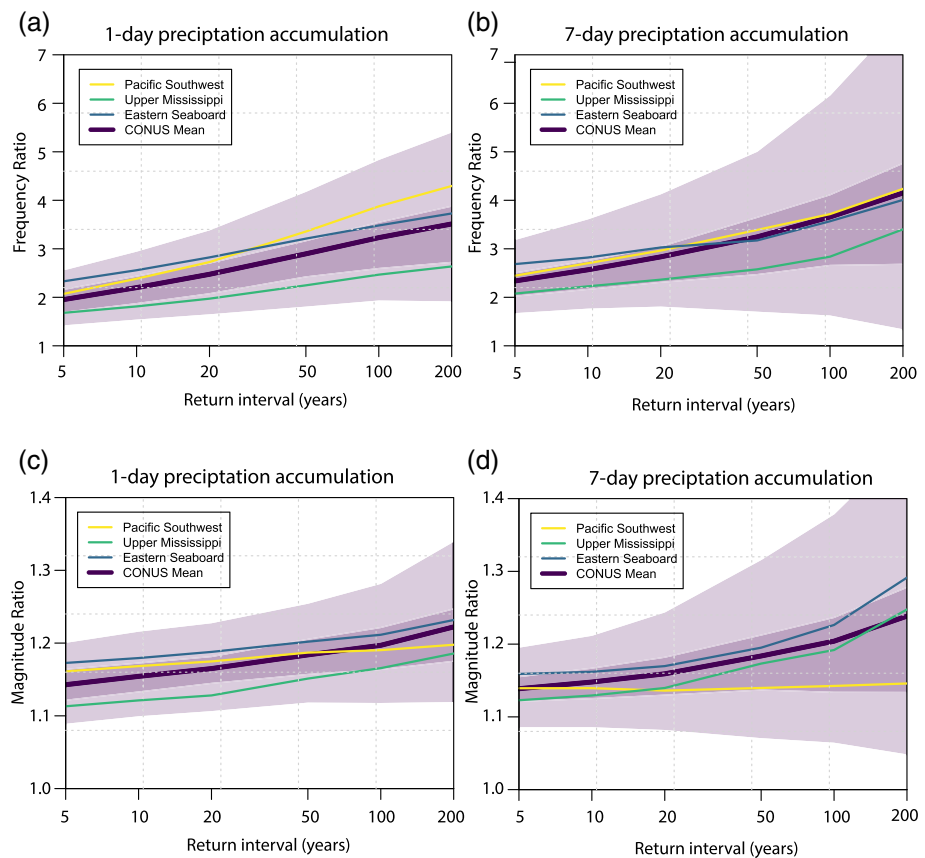 (a)
1-day preciptation accumulation
7
6
5
4
3
2
1
Frequency Ratio
Pacific Southwest
Upper Mississippi
Eastern Seaboard
CONUS Mean
5
10
20
50
100
200
Return interval (years)
(b)
7-day preciptation accumulation
7
6
5
4
3
2
1
Frequency Ratio
Pacific Southwest
Upper Mississippi
Eastern Seaboard
CONUS Mean
5
10
20
50
100
200
Return interval (years)
(c)
1-day preciptation accumulation
1.4
1.3
1.2
1.1
1.0
Magnitude Ratio
Pacific Southwest
Upper Mississippi
Eastern Seaboard
CONUS Mean
5
10
20
50
100
200
Return interval (years)
(d)
7-day preciptation accumulation
1.4
1.3
1.2
1.1
1.0
Magnitude Ratio
Pacific Southwest
Upper Mississippi
Eastern Seaboard
CONUS Mean
5
10
20
50
100
200
Return interval (years)